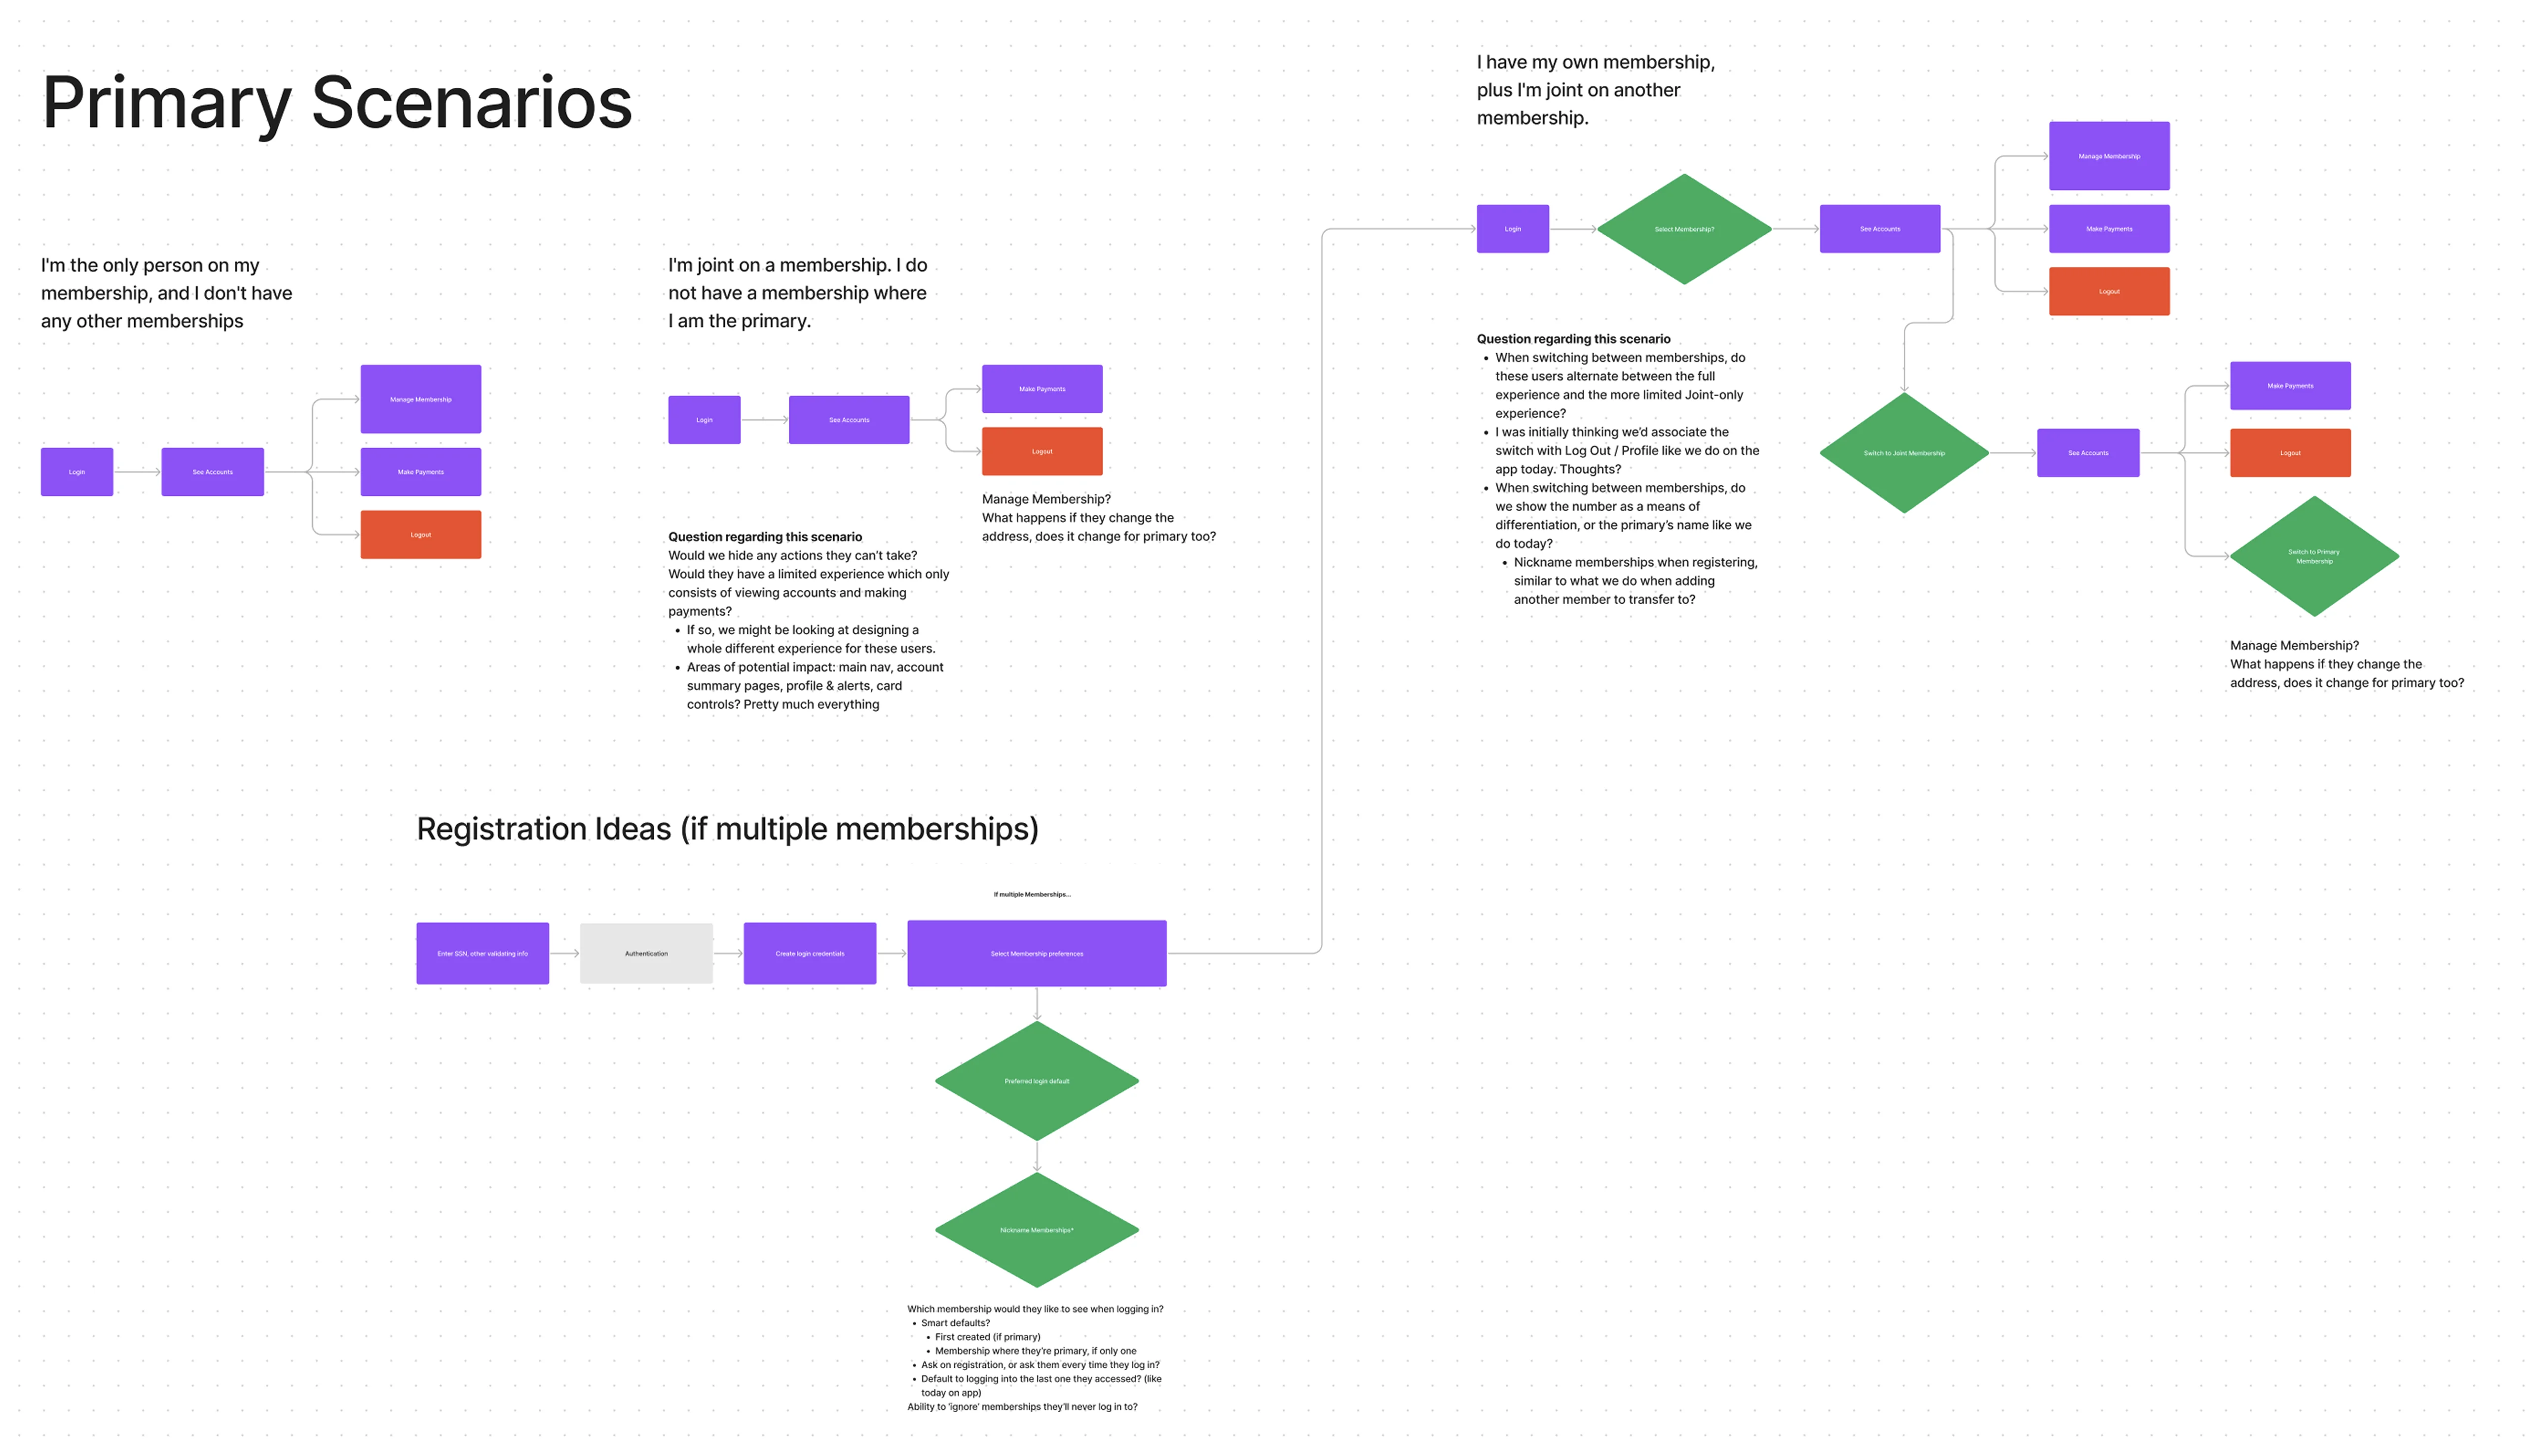 Primary Scenarios
I'm the only person on my
membership, and I don't have
any other memberships
Login
See Accounts
Manage Membership
Make Payments
Logout
I'm joint on a membership. I do
not have a membership where
I am the primary.
Login
See Accounts
Make Payments
Logout
Manage Membership?
What happens if they change the
address, does it change for primary too?
Question regarding this scenario
Would we hide any actions they can't take?
Would they have a limited experience which only
consists of viewing accounts and making
payments?
• If so, we might be looking at designing a
whole different experience for these users.
• Areas of potential impact: main nav, account
summary pages, profile & alerts, card
controls? Pretty much everything
I have my own membership,
plus I'm joint on another
membership.
Login
Select Membership?
See Accounts
Manage Membership
Make Payments
Logout
Question regarding this scenario
• When switching between memberships, do
these users alternate between the full
experience and the more limited Joint-only
experience?
• I was initially thinking we'd associate the
switch with Log Out / Profile like we do on the
app today. Thoughts?
• When switching between memberships, do
we show the number as a means of
differentiation, or the primary's name like we
do today?
• Nickname memberships when registering,
similar to what we do when adding
another member to transfer to?
Switch to Joint Membership
See Accounts
Make Payments
Logout
Switch to Primary
Membership
Manage Membership?
What happens if they change the
address, does it change for primary too?
Registration Ideas (if multiple memberships)
If multiple Memberships...
Enter SSN, other validating info
Authentication
Create login credentials
Select Membership preferences
Preferred login default
Nickname Memberships*
Which membership would they like to see when logging in?
• Smart defaults?
• First created (if primary)
• Membership where they're primary, if only one
• Ask on registration, or ask them every time they log in?
• Default to logging into the last one they accessed? (like
today on app)
Ability to 'ignore' memberships they'll never log in to?